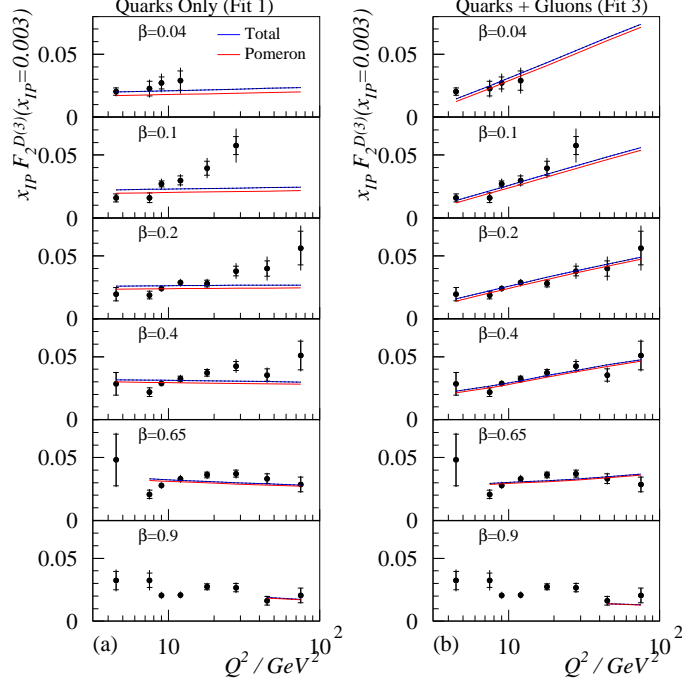 Quarks Only (Fit 1)
Quarks + Gluons (Fit 3)
x_IP F_2^D(3)(x_IP=0.003)
x_IP F_2^D(3)(x_IP=0.003)
β=0.04
Total
Pomeron
β=0.04
0.05
0
0.05
0
β=0.1
β=0.1
0.05
0
0.05
0
β=0.2
β=0.2
0.05
0
0.05
0
β=0.4
β=0.4
0.05
0
0.05
0
β=0.65
β=0.65
0.05
0
0.05
0
β=0.9
β=0.9
0.05
0
0.05
0
(a)
10
10^2
Q^2 / GeV^2
(b)
10
10^2
Q^2 / GeV^2